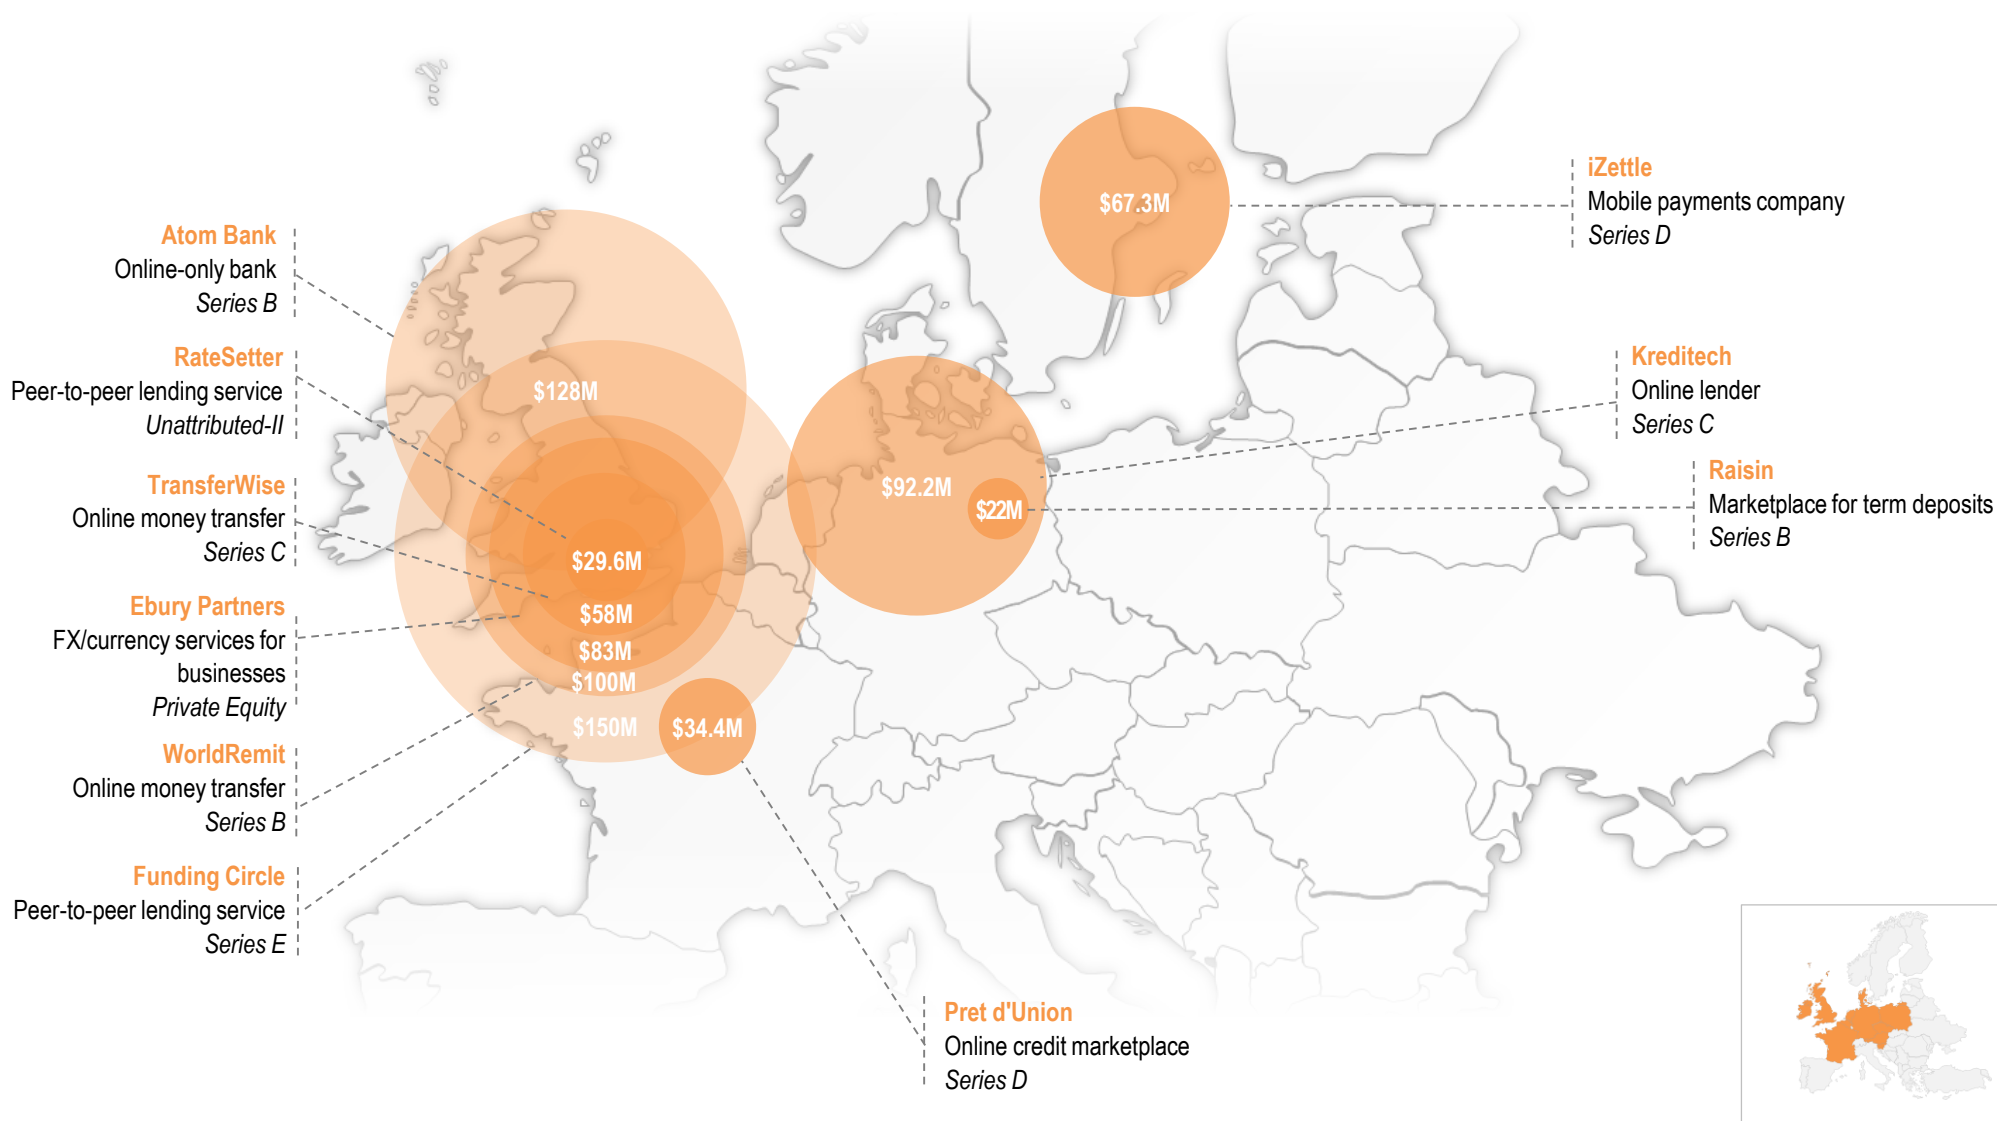 Atom Bank
Online-only bank
Series B
RateSetter
Peer-to-peer lending service
Unattributed-II
TransferWise
Online money transfer
Series C
Ebury Partners
FX/currency services for
businesses
Private Equity
WorldRemit
Online money transfer
Series B
Funding Circle
Peer-to-peer lending service
Series E
$128M
$29.6M
$58M
$83M
$100M
$150M
$34.4M
$67.3M
$92.2M
$22M
iZettle
Mobile payments company
Series D
Kreditech
Online lender
Series C
Raisin
Marketplace for term deposits
Series B
Pret d'Union
Online credit marketplace
Series D